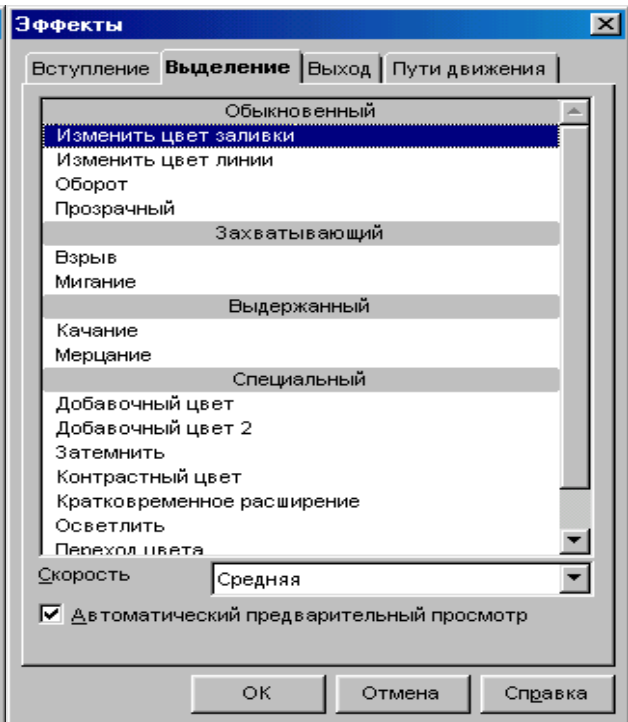 Эффекты
Вступление Выделение Выход Пути движения
Обыкновенный
Изменить цвет заливки
Изменить цвет линии
Оборот
Прозрачный
Захватывающий
Взрыв
Мигание
Выдержанный
Качание
Мерцание
Специальный
Добавочный цвет
Добавочный цвет 2
Затемнить
Контрастный цвет
Кратковременное расширение
Осветлить
Переход цвета
Скорость Средняя
Автоматический предварительный просмотр
ОК Отмена Справка